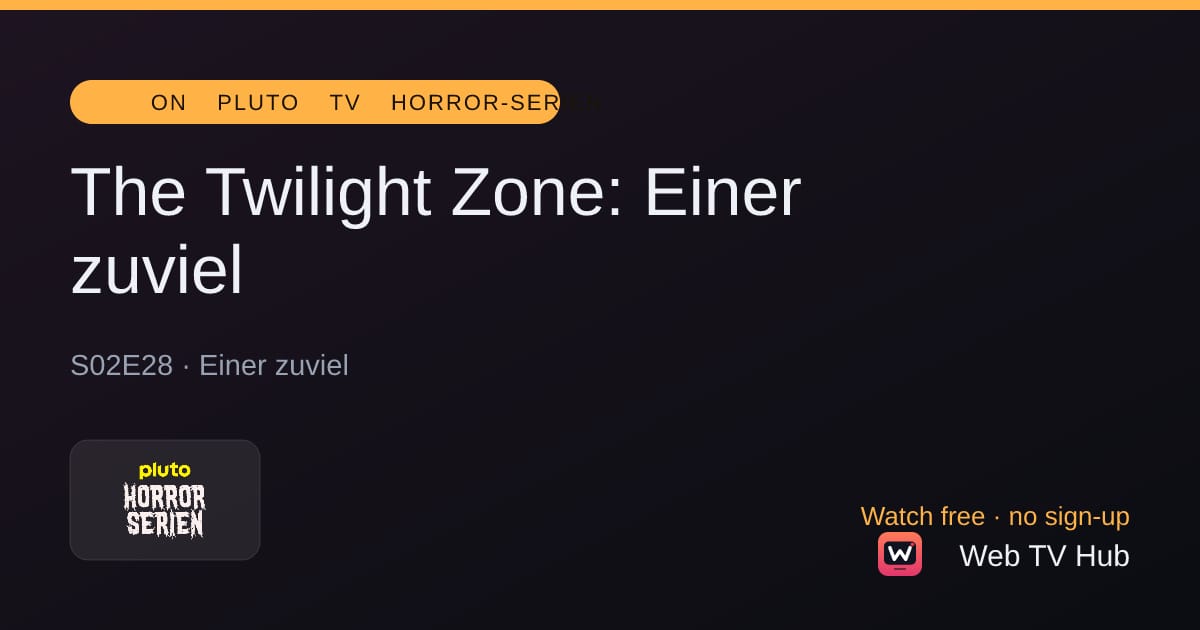 ON PLUTO TV HORROR-SERIEN
The Twilight Zone: Einer
zuviel
S02E28 · Einer zuviel
pluto
HORROR
SERIEN
Watch free · no sign-up
W
Web TV Hub